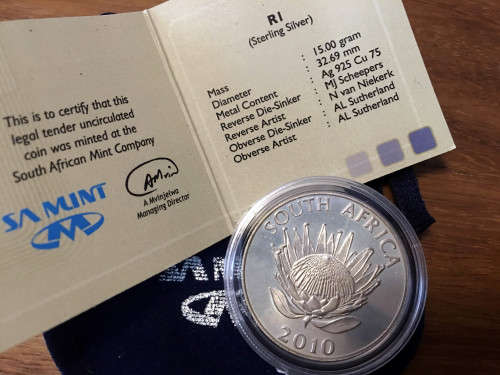 This is to certify that this
legal tender uncirculated
coin was minted at the
South African Mint Company
SA MINT
A Mvinjelwa
Managing Director
R1
(Sterling Silver)
Mass : 15.00 gram
Diameter : 32.69 mm
Metal Content : Ag 925 Cu 75
Reverse Die-Sinker : MJ Scheepers
Reverse Artist : N van Niekerk
Obverse Die-Sinker : AL Sutherland
Obverse Artist : AL Sutherland
SOUTH AFRICA
2010
SA M